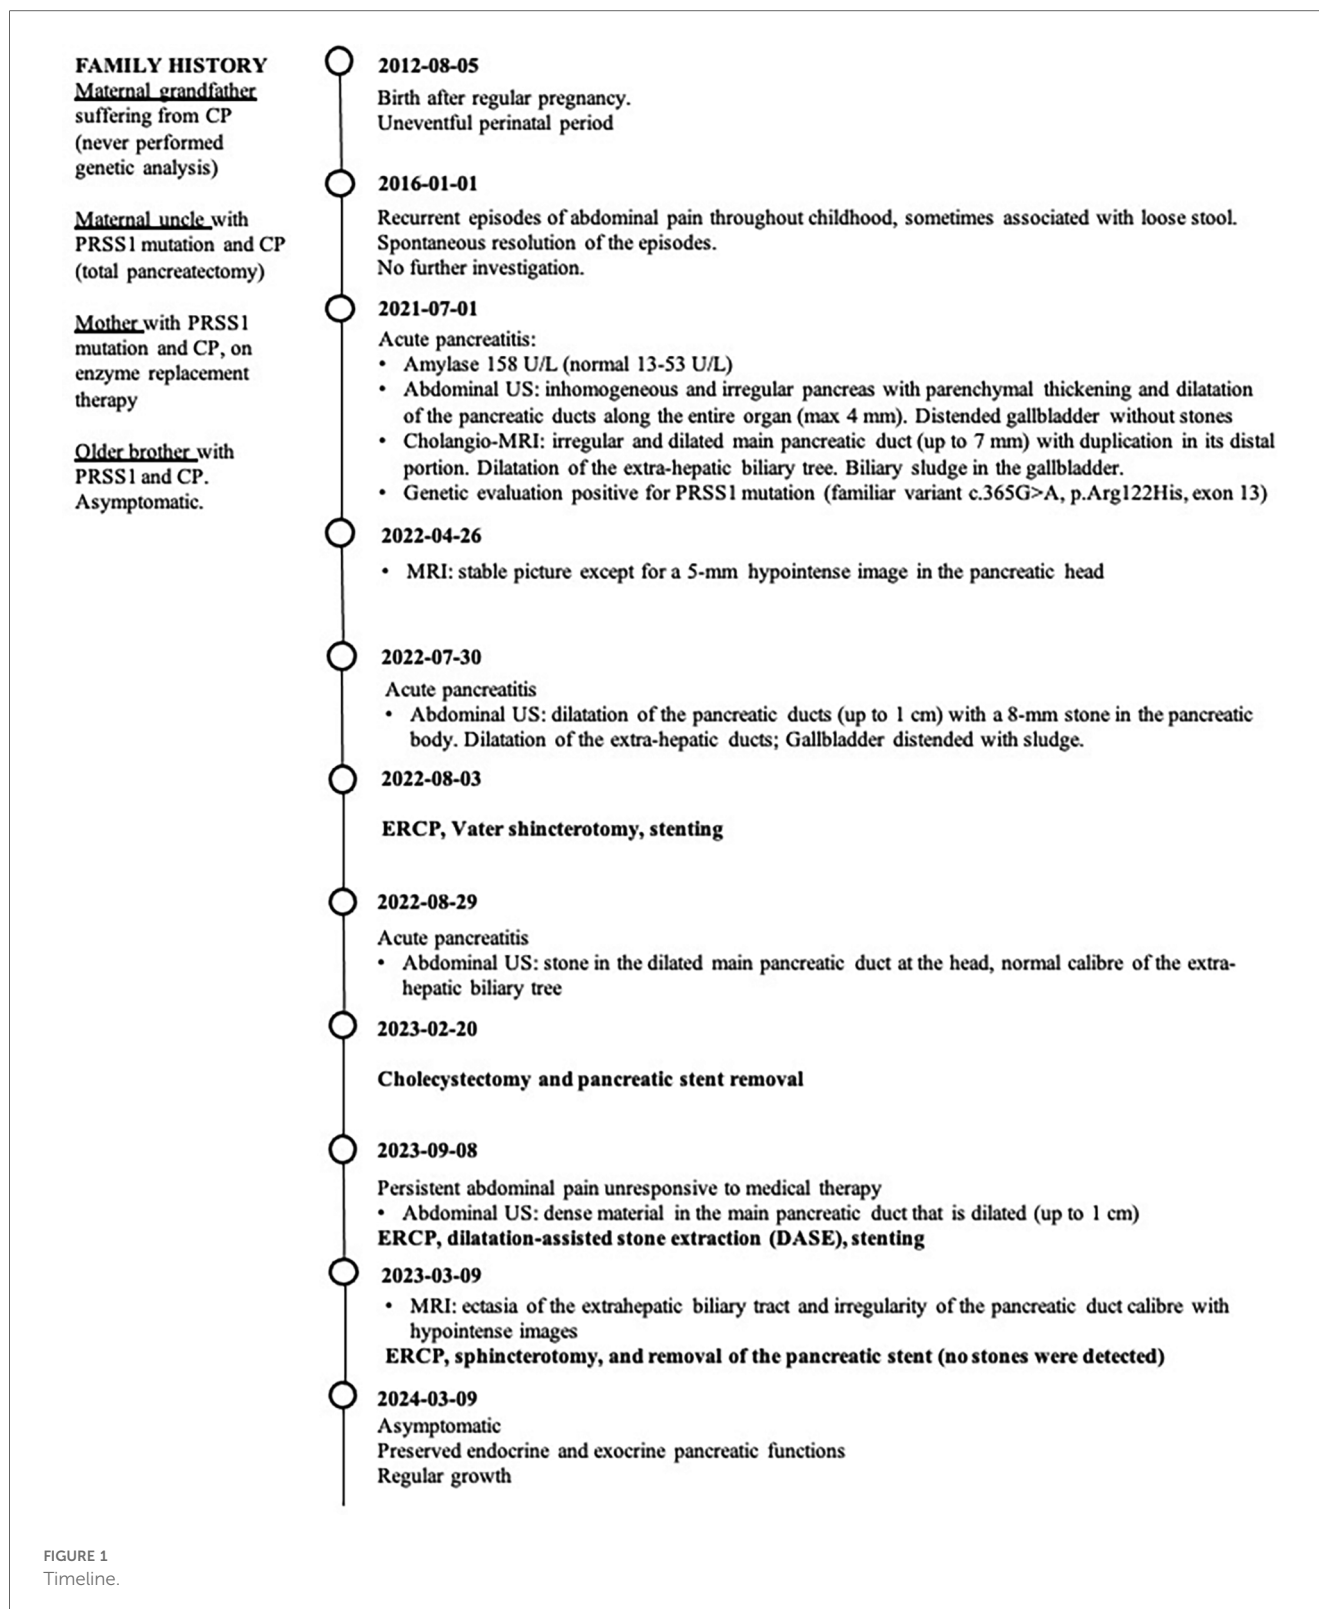 FAMILY HISTORY
Maternal grandfather
suffering from CP
(never performed
genetic analysis)
Maternal uncle with
PRSS1 mutation and CP
(total pancreatectomy)
Mother with PRSS1
mutation and CP, on
enzyme replacement
therapy
Older brother with
PRSS1 and CP.
Asymptomatic.
2012-08-05
Birth after regular pregnancy.
Uneventful perinatal period
2016-01-01
Recurrent episodes of abdominal pain throughout childhood, sometimes associated with loose stool.
Spontaneous resolution of the episodes.
No further investigation.
2021-07-01
Acute pancreatitis:
• Amylase 158 U/L (normal 13-53 U/L)
• Abdominal US: inhomogeneous and irregular pancreas with parenchymal thickening and dilatation
of the pancreatic ducts along the entire organ (max 4 mm). Distended gallbladder without stones
• Cholangio-MRI: irregular and dilated main pancreatic duct (up to 7 mm) with duplication in its distal
portion. Dilatation of the extra-hepatic biliary tree. Biliary sludge in the gallbladder.
• Genetic evaluation positive for PRSS1 mutation (familiar variant c.365G>A, p.Arg122His, exon 13)
2022-04-26
• MRI: stable picture except for a 5-mm hypointense image in the pancreatic head
2022-07-30
Acute pancreatitis
• Abdominal US: dilatation of the pancreatic ducts (up to 1 cm) with a 8-mm stone in the pancreatic
body. Dilatation of the extra-hepatic ducts; Gallbladder distended with sludge.
2022-08-03
ERCP, Vater shincterotomy, stenting
2022-08-29
Acute pancreatitis
• Abdominal US: stone in the dilated main pancreatic duct at the head, normal calibre of the extra-
hepatic biliary tree
2023-02-20
Cholecystectomy and pancreatic stent removal
2023-09-08
Persistent abdominal pain unresponsive to medical therapy
• Abdominal US: dense material in the main pancreatic duct that is dilated (up to 1 cm)
ERCP, dilatation-assisted stone extraction (DASE), stenting
2023-03-09
• MRI: ectasia of the extrahepatic biliary tract and irregularity of the pancreatic duct calibre with
hypointense images
ERCP, sphincterotomy, and removal of the pancreatic stent (no stones were detected)
2024-03-09
Asymptomatic
Preserved endocrine and exocrine pancreatic functions
Regular growth
FIGURE 1
Timeline.